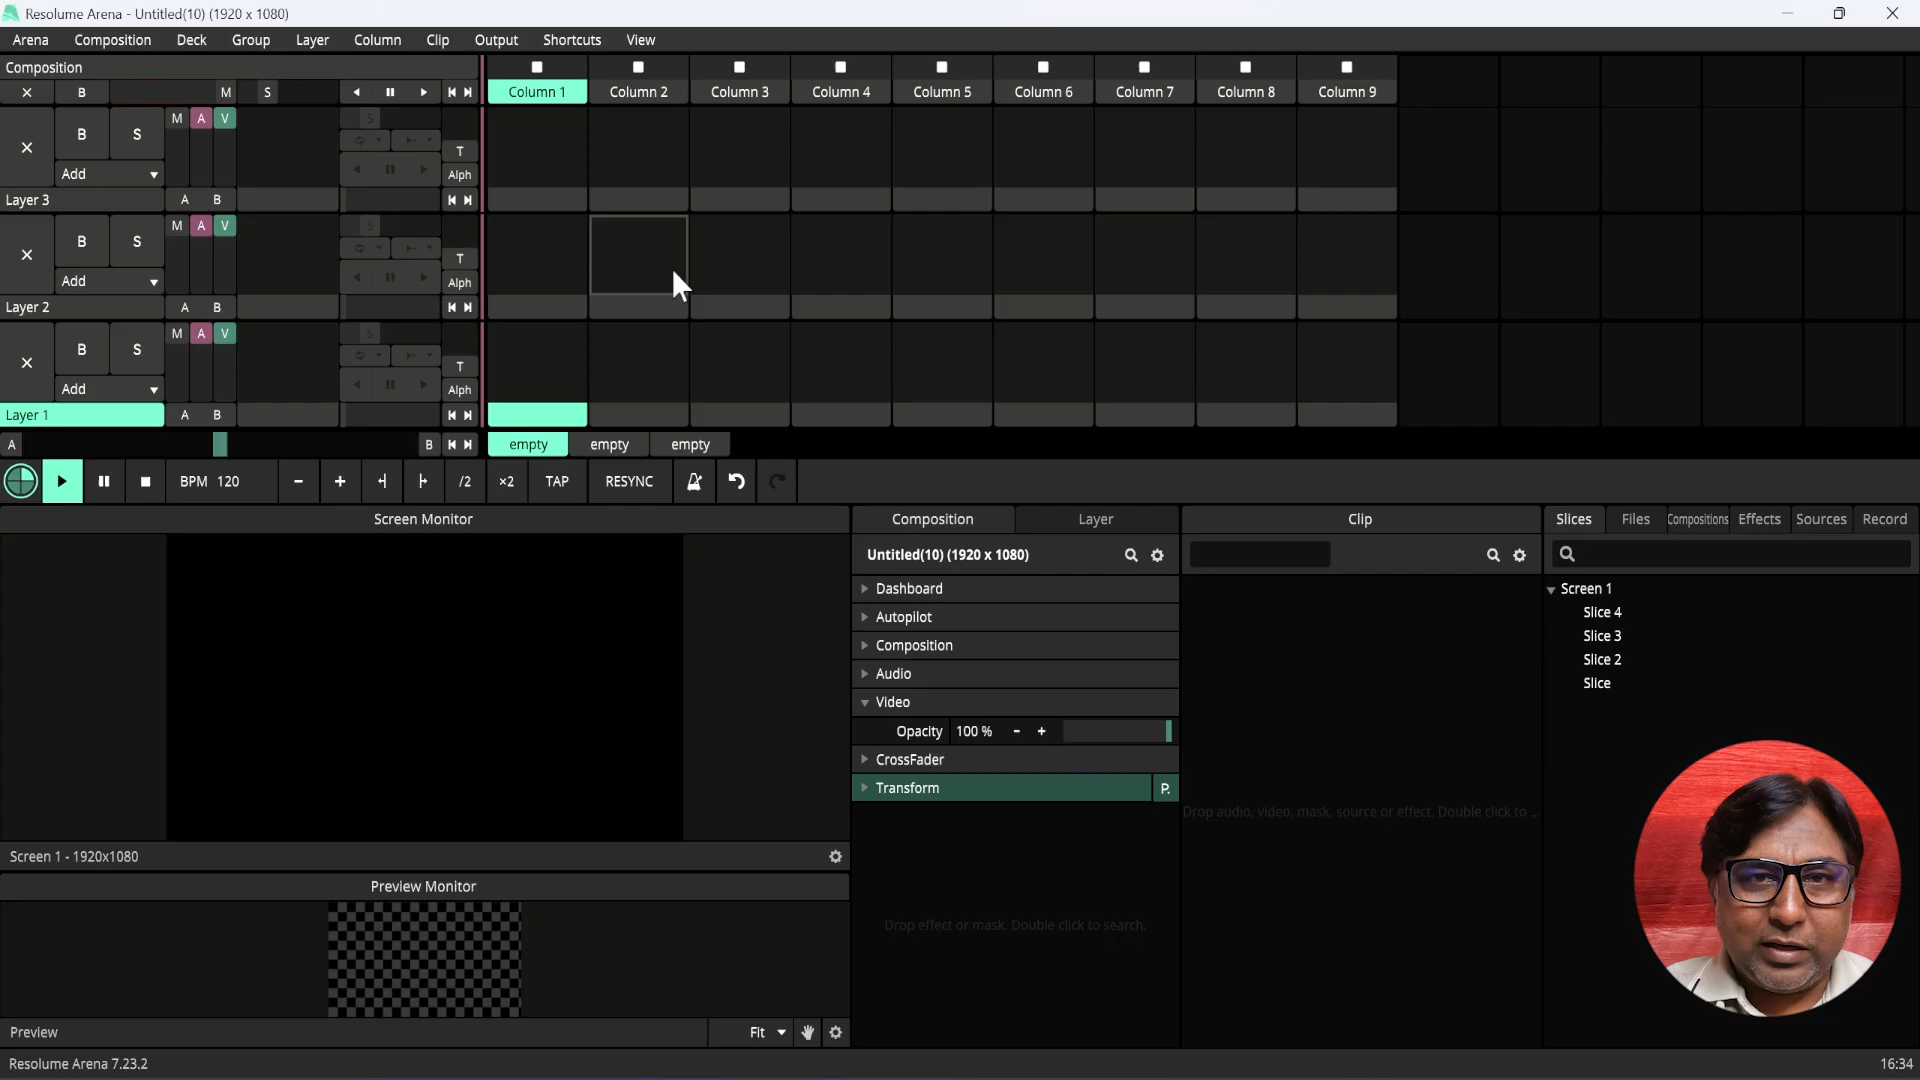 Resolume Arena - Untitled(10) (1920 x 1080)
Arena Composition Deck Group Layer Column Clip Output Shortcuts View
Composition
B M S Column 1 Column 2 Column 3 Column 4 Column 5 Column 6 Column 7 Column 8 Column 9
M A V S
B S
T
Add Alph
Layer 3 A B
M A V S
B S
T
Add Alph
Layer 2 A B
M A V S
B S
T
Add Alph
Layer 1 A B
A B empty empty empty
BPM 120 - + /2 ×2 TAP RESYNC
Screen Monitor Composition Layer Clip Slices Files Compositions Effects Sources Record
Untitled(10) (1920 x 1080)
Dashboard
Autopilot
Composition
Audio
Video
Opacity 100 % - +
CrossFader
Transform P.
Drop effect or mask. Double click to search.
Drop audio, video, mask, source or effect. Double click to ...
Screen 1
Slice 4
Slice 3
Slice 2
Slice
Screen 1 - 1920x1080
Preview Monitor
Preview Fit
Resolume Arena 7.23.2 16:34